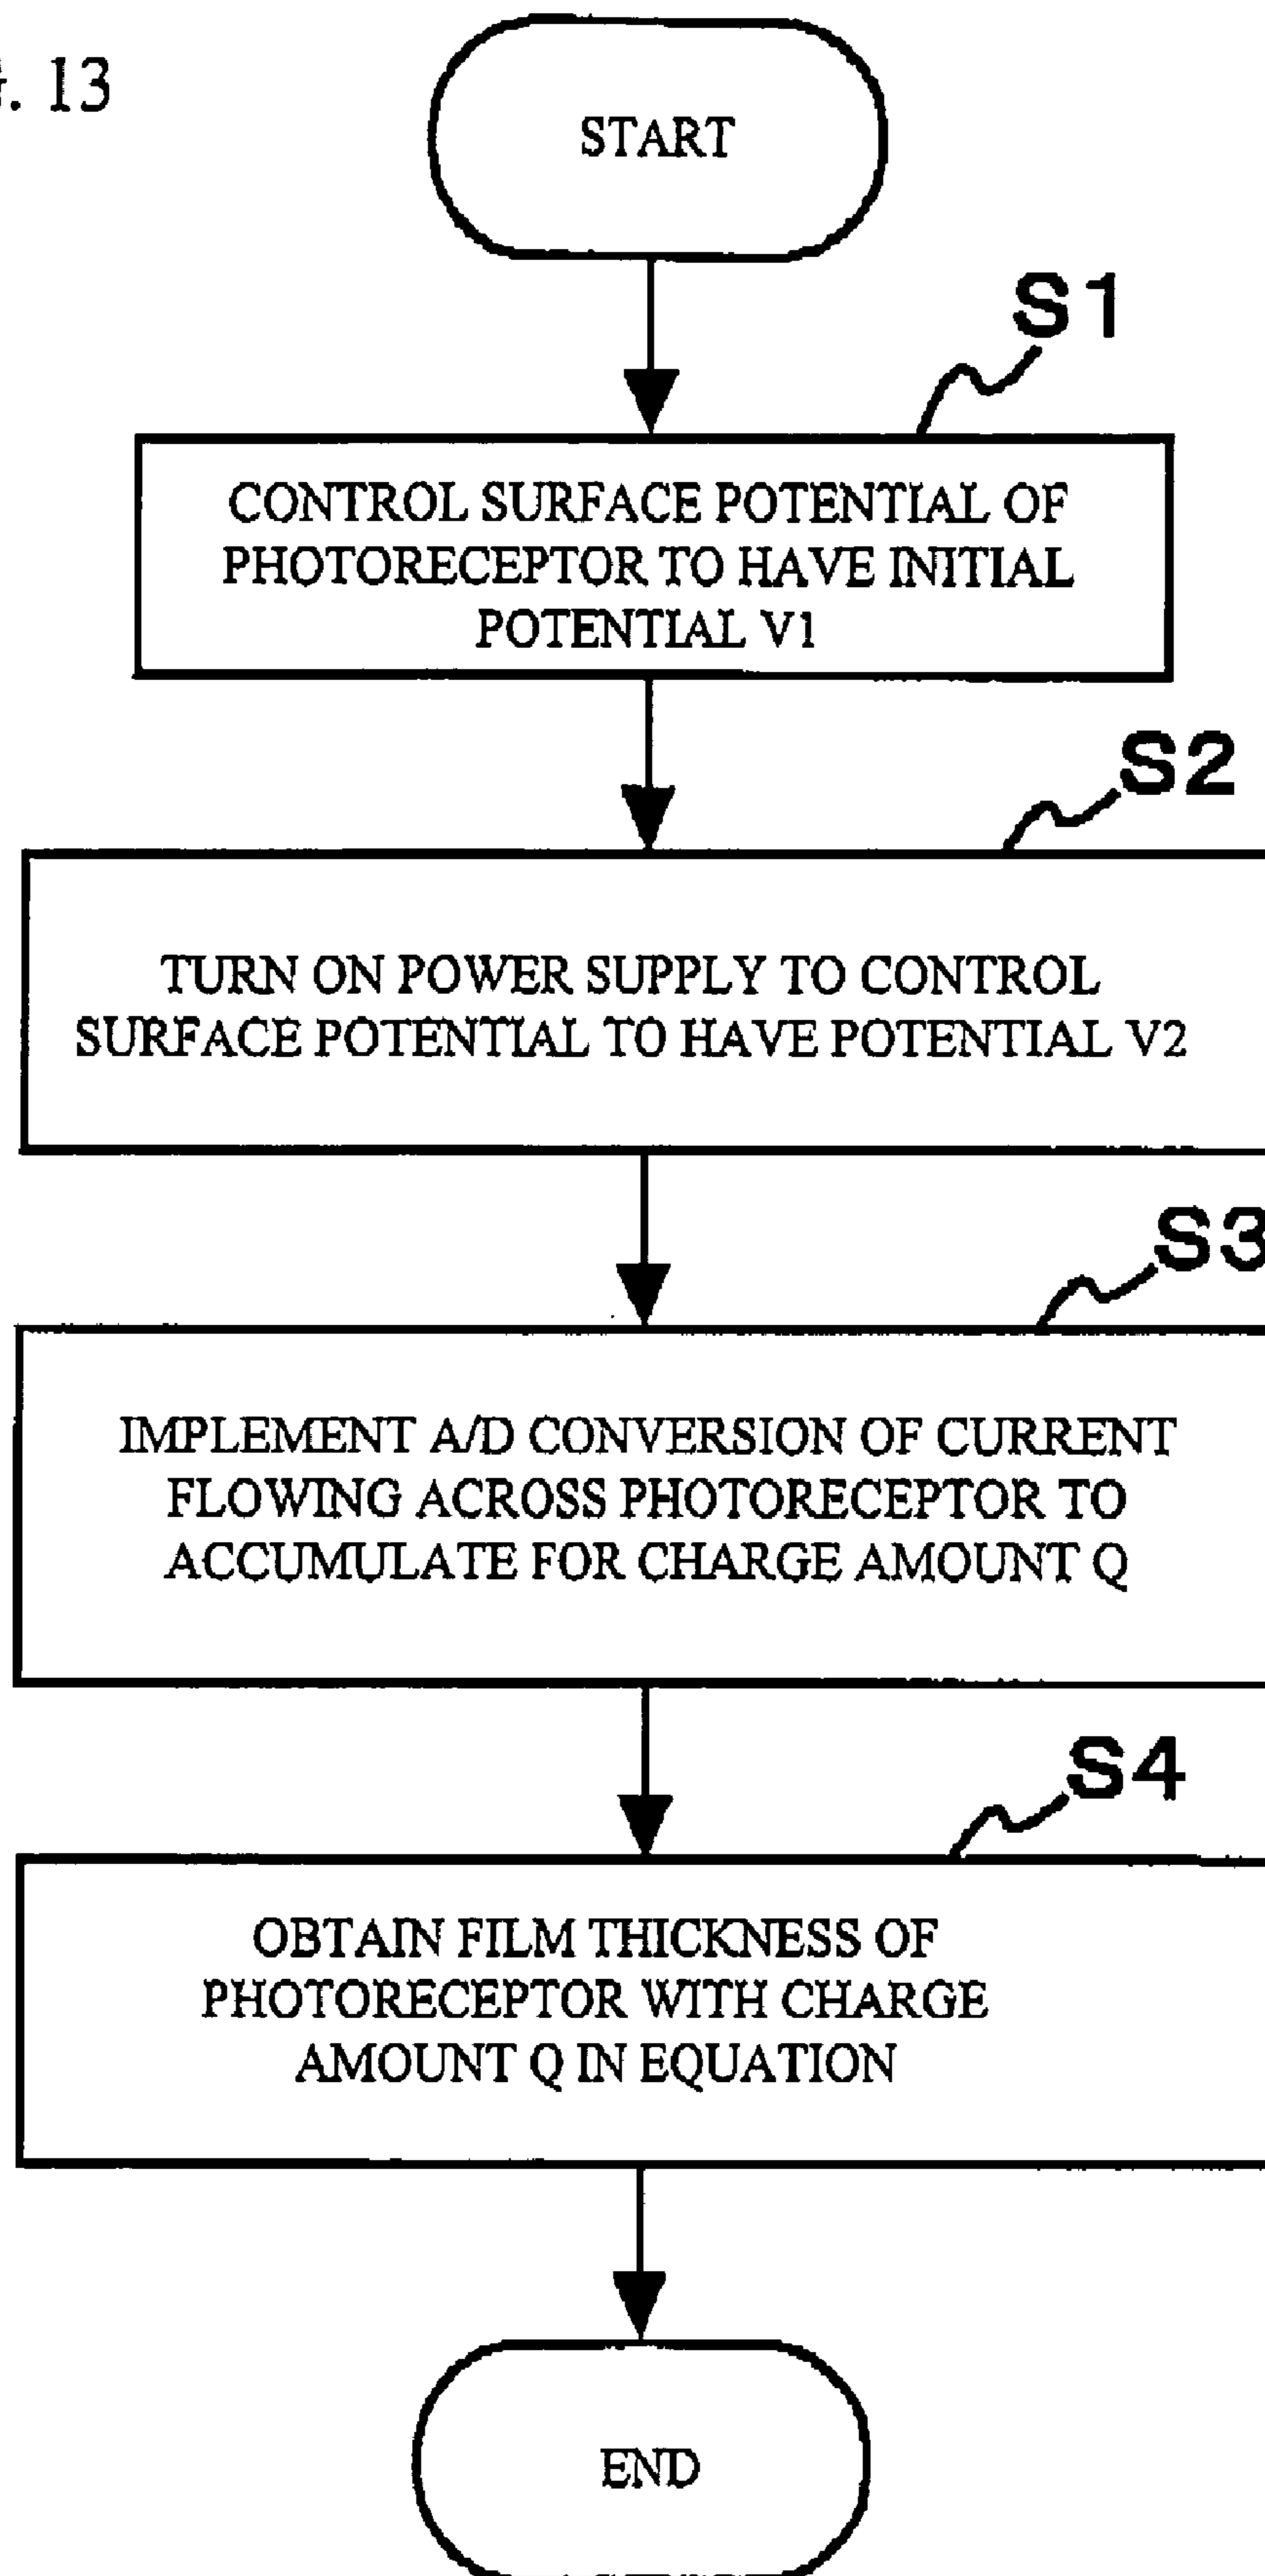 . 13
START
S1
CONTROL SURFACE POTENTIAL OF
PHOTORECEPTOR TO HAVE INITIAL
POTENTIAL V1
S2
TURN ON POWER SUPPLY TO CONTROL
SURFACE POTENTIAL TO HAVE POTENTIAL V2
S3
IMPLEMENT A/D CONVERSION OF CURRENT
FLOWING ACROSS PHOTORECEPTOR TO
ACCUMULATE FOR CHARGE AMOUNT Q
S4
OBTAIN FILM THICKNESS OF
PHOTORECEPTOR WITH CHARGE
AMOUNT Q IN EQUATION
END